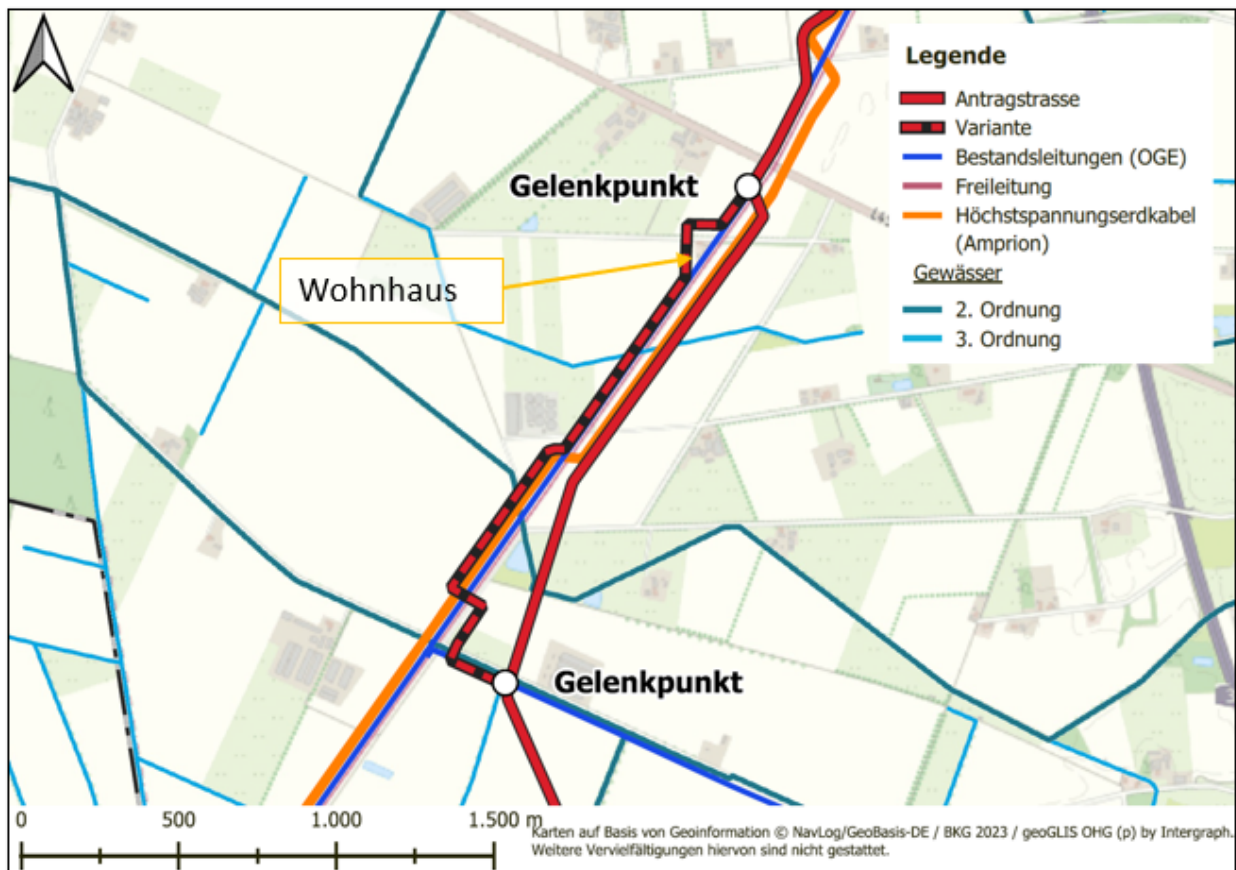 Legende
Antragstrasse
Variante
Bestandsleitungen (OGE)
Freileitung
Höchstspannungserdkabel
(Amprion)
Gewässer
2. Ordnung
3. Ordnung
Gelenkpunkt
Wohnhaus
Gelenkpunkt
0 500 1.000 1.500 m
Karten auf Basis von Geoinformation © NavLog/GeoBasis-DE / BKG 2023 / geoGLIS OHG (p) by Intergraph.
Weitere Vervielfältigungen hiervon sind nicht gestattet.